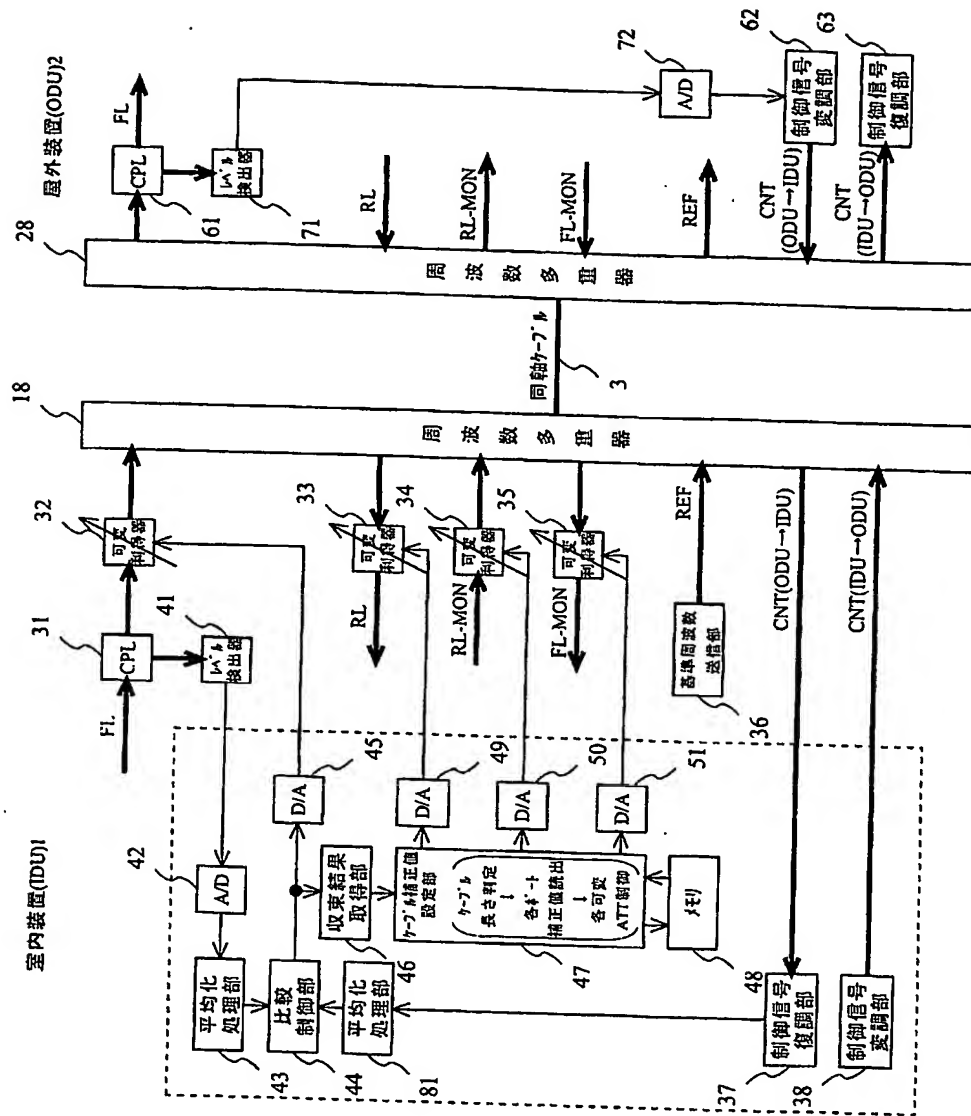 室内装置(IDU)1
屋外装置(ODU)2
FL
31
CPL
41
レベル
検出器
32
可変
利得器
18
周波数多重器
同軸ケーブル
3
28
周波数多重器
CPL
FL
61
レベル
検出器
71
72
A/D
62
制御信号
変調部
63
制御信号
復調部
RL
RL-MON
FL-MON
REF
CNT
(ODU→IDU)
CNT
(IDU→ODU)
33
可変
利得器
RL
34
可変
利得器
RL-MON
35
可変
利得器
FL-MON
REF
基準周波数
送信部
36
CNT(ODU→IDU)
CNT(IDU→ODU)
42
A/D
平均化
処理部
43
比較
制御部
44
平均化
処理部
81
D/A
45
収束結果
取得部
46
ケーブル補正値
設定部
ケーブル
長さ判定
↓
各ポート
補正値読出
↓
各可変
ATT制御
47
D/A
49
D/A
50
D/A
51
メモリ
48
制御信号
復調部
37
制御信号
変調部
38